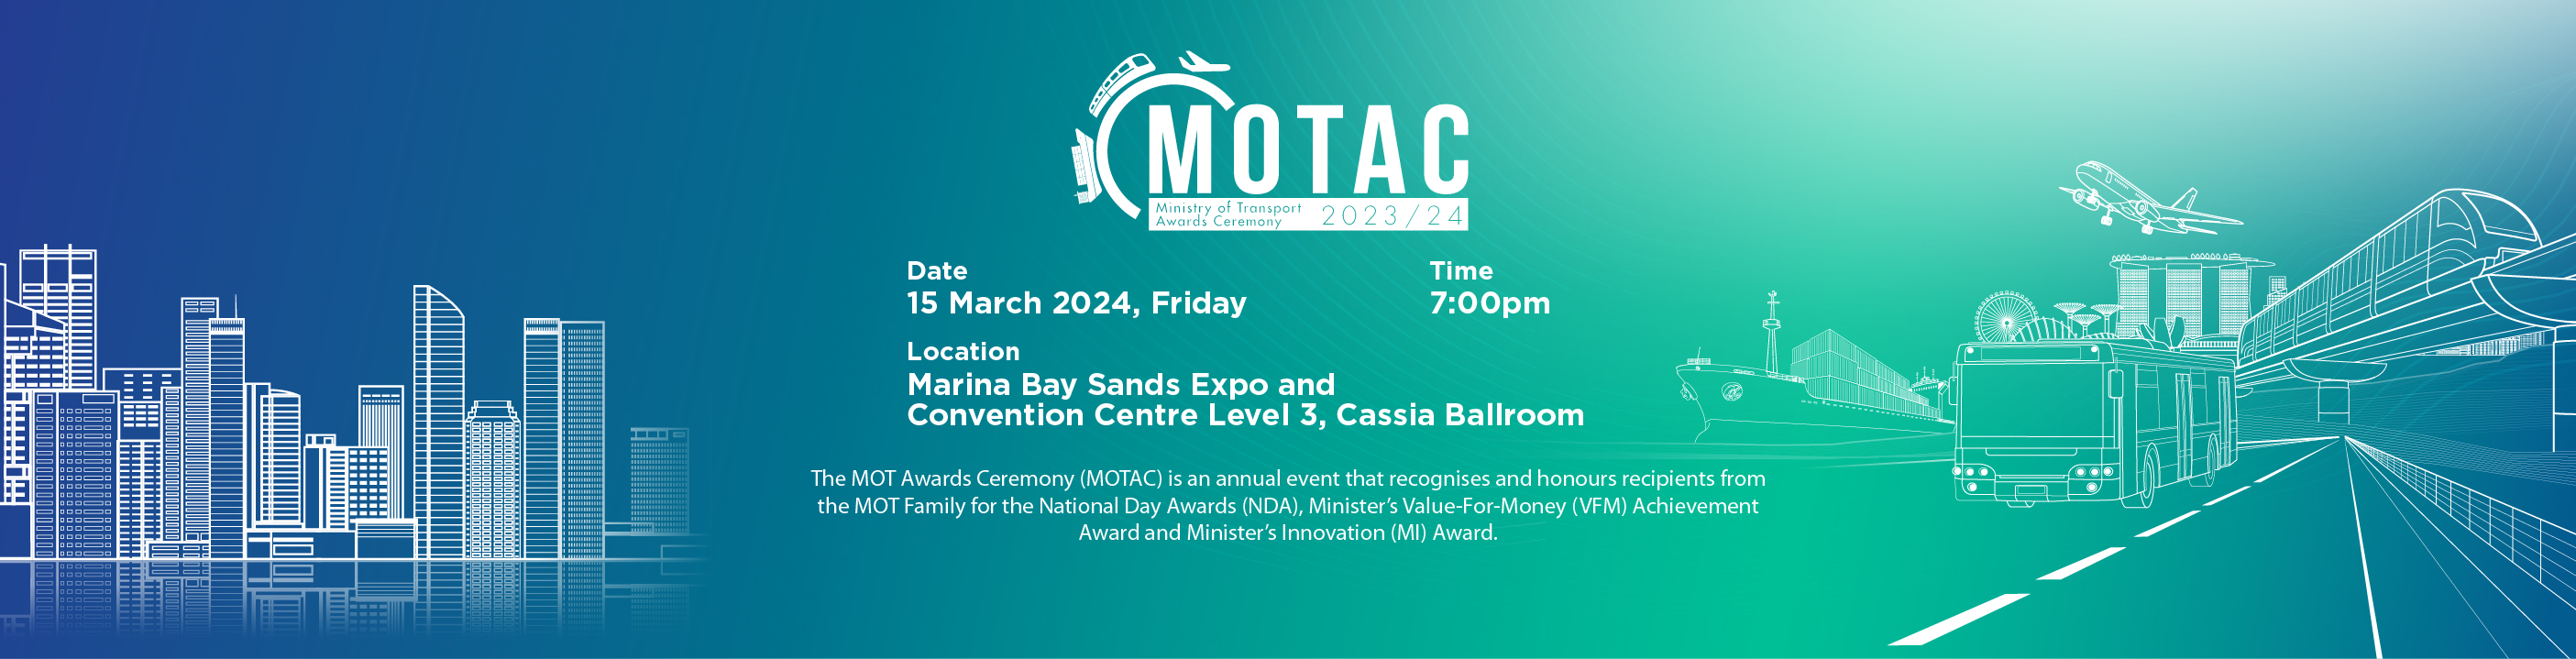 MOTAC
Ministry of Transport
Awards Ceremony
2023/24
Date
15 March 2024, Friday
Time
7:00pm
Location
Marina Bay Sands Expo and
Convention Centre Level 3, Cassia Ballroom
The MOT Awards Ceremony (MOTAC) is an annual event that recognises and honours recipients from
the MOT Family for the National Day Awards (NDA), Minister’s Value-For-Money (VFM) Achievement
Award and Minister’s Innovation (MI) Award.